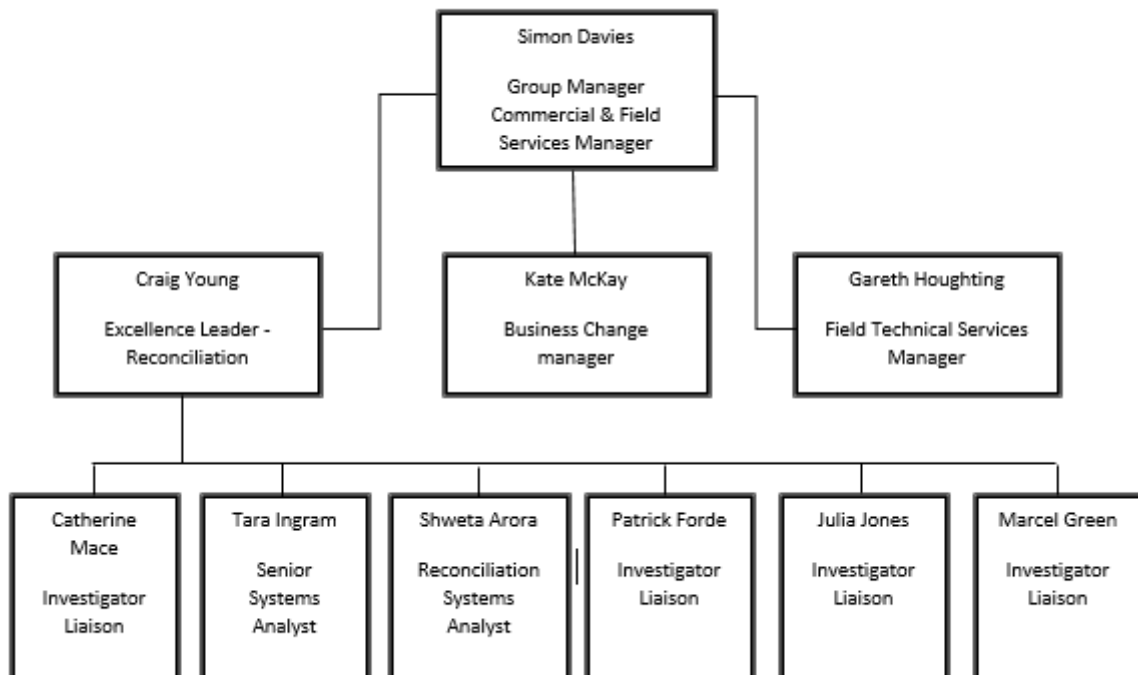 Simon Davies
Group Manager
Commercial & Field
Services Manager
Craig Young
Excellence Leader -
Reconciliation
Kate McKay
Business Change
manager
Gareth Houghting
Field Technical Services
Manager
Catherine
Mace
Investigator
Liaison
Tara Ingram
Senior
Systems
Analyst
Shweta Arora
Reconciliation
Systems
Analyst
Patrick Forde
Investigator
Liaison
Julia Jones
Investigator
Liaison
Marcel Green
Investigator
Liaison